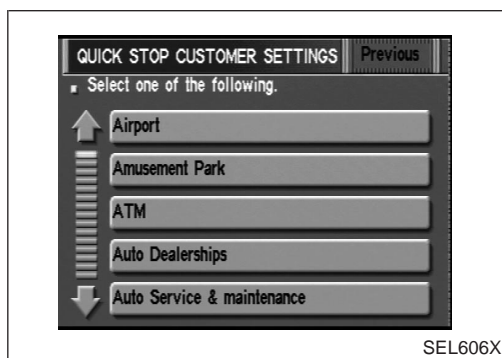 QUICK STOP CUSTOMER SETTINGS Previous
Select one of the following.
Airport
Amusement Park
ATM
Auto Dealerships
Auto Service & maintenance
SEL606X